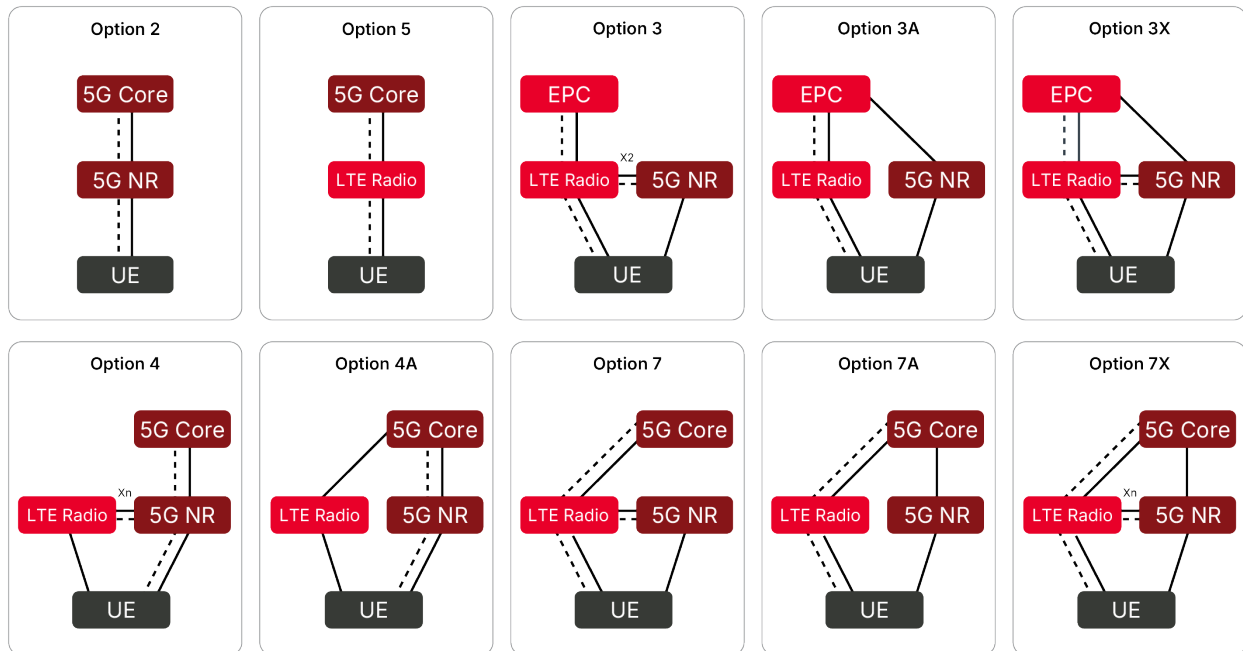 Option 2
5G Core
5G NR
UE
Option 5
5G Core
LTE Radio
UE
Option 3
EPC
X2
LTE Radio
5G NR
UE
Option 3A
EPC
LTE Radio
5G NR
UE
Option 3X
EPC
LTE Radio
5G NR
UE
Option 4
5G Core
Xn
LTE Radio
5G NR
UE
Option 4A
5G Core
LTE Radio
5G NR
UE
Option 7
5G Core
LTE Radio
5G NR
UE
Option 7A
5G Core
LTE Radio
5G NR
UE
Option 7X
5G Core
Xn
LTE Radio
5G NR
UE